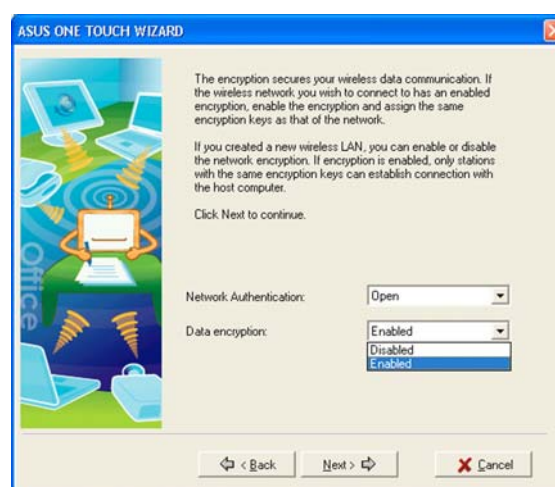 ASUS ONE TOUCH WIZARD
The encryption secures your wireless data communication. If
the wireless network you wish to connect to has an enabled
encryption, enable the encryption and assign the same
encryption keys as that of the network.
If you created a new wireless LAN, you can enable or disable
the network encryption. If encryption is enabled, only stations
with the same encryption keys can establish connection with
the host computer.
Click Next to continue.
Office
Network Authentication: Open
Data encryption: Enabled
Disabled
Enabled
< Back Next > Cancel